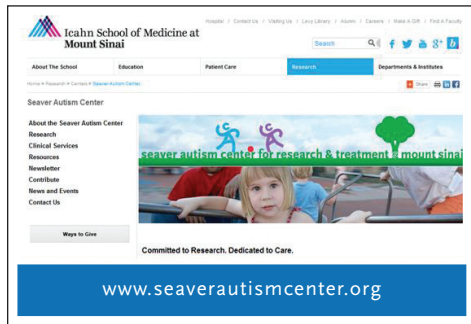 Hospital / Contact Us / Visiting Us / Levy Library / Alumni / Careers / Make A Gift / Find A Faculty
Icahn School of Medicine at
Mount Sinai
Search
About The School Education Patient Care Research Departments & Institutes
Home > Research > Centers > Seaver Autism Center
Share
Seaver Autism Center
About the Seaver Autism Center
Research
Clinical Services
Resources
Newsletter
Contribute
News and Events
Contact Us
Ways to Give
seaver autism center for research & treatment mount sinai
Committed to Research. Dedicated to Care.
www.seaverautismcenter.org